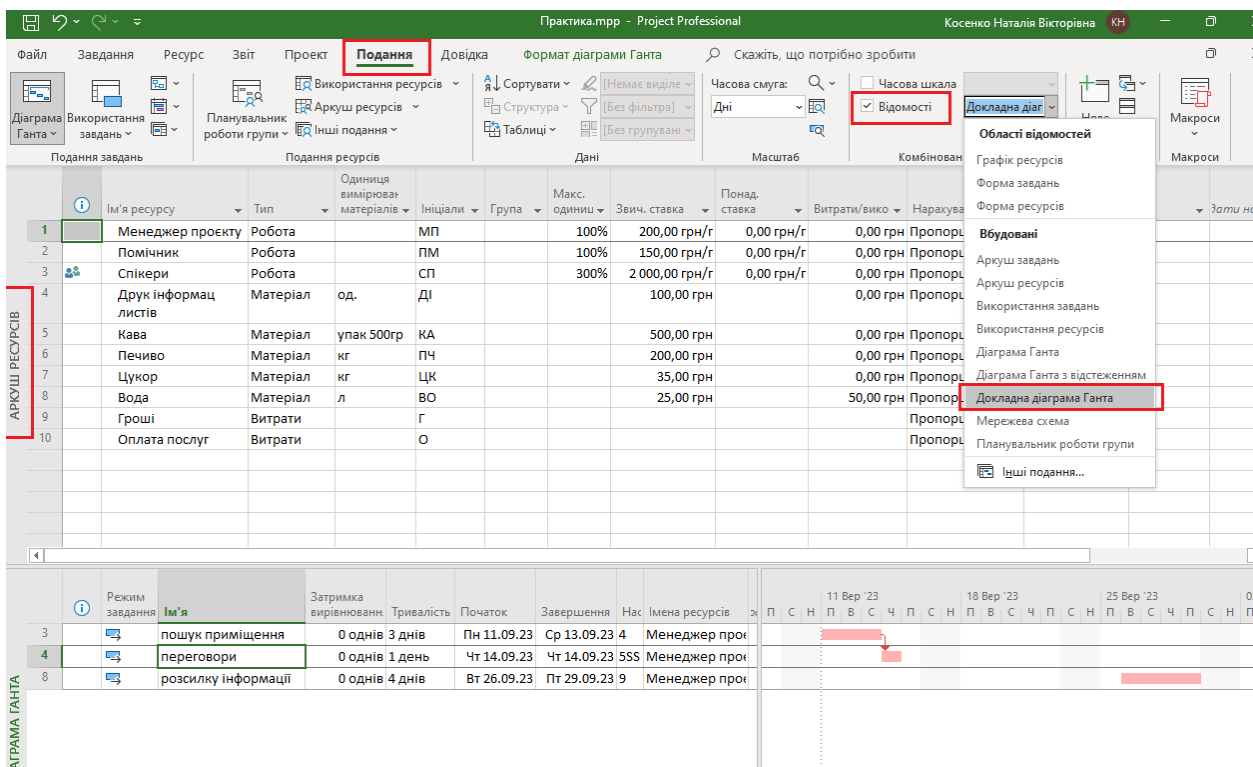 Практика.mpp - Project Professional
Косенко Наталія Вікторівна КН
Файл Завдання Ресурс Звіт Проект Подання Довідка Формат діаграми Ганта Скажіть, що потрібно зробити
Діаграма Ганта
Використання завдань
Подання завдань
Планувальник роботи групи
Використання ресурсів
Аркуш ресурсів
Інші подання
Подання ресурсів
Сортувати
Структура
Таблиці
[Немає виділе
[Без фільтра]
[Без групуванн
Дані
Часова смуга:
Дні
Масштаб
Часова шкала
Відомості
Докладна діаг
Комбінован
Макроси
Макроси
Області відомостей
Графік ресурсів
Форма завдань
Форма ресурсів
Вбудовані
Аркуш завдань
Аркуш ресурсів
Використання завдань
Використання ресурсів
Діаграма Ганта
Діаграма Ганта з відстеженням
Докладна діаграма Ганта
Мережева схема
Планувальник роботи групи
Інші подання...
АРКУШ РЕСУРСІВ
Ім'я ресурсу Тип Одиниця вимірюван матеріалів Ініціали Група Макс. одиниц Звич. ставка Понад. ставка Витрати/вико Нарахува
1 Менеджер проєкту Робота МП 100% 200,00 грн/г 0,00 грн/г 0,00 грн Пропорц
2 Помічник Робота ПМ 100% 150,00 грн/г 0,00 грн/г 0,00 грн Пропорц
3 Спікери Робота СП 300% 2 000,00 грн/г 0,00 грн/г 0,00 грн Пропорц
4 Друк інформац листів Матеріал од. ДІ 100,00 грн 0,00 грн Пропорц
5 Кава Матеріал упак 500гр КА 500,00 грн 0,00 грн Пропорц
6 Печиво Матеріал кг ПЧ 200,00 грн 0,00 грн Пропорц
7 Цукор Матеріал кг ЦК 35,00 грн 0,00 грн Пропорц
8 Вода Матеріал л ВО 25,00 грн 50,00 грн Пропорц
9 Гроші Витрати Г Пропорц
10 Оплата послуг Витрати О Пропорц
АГРАМА ГАНТА
Режим завдання Ім'я Затримка вирівнюванн Тривалість Початок Завершення Нас Імена ресурсів
11 Вер '23 18 Вер '23 25 Вер '23
П С Н П В С Ч П С Н П В С Ч П С Н П В С Ч П С Н П
3 пошук приміщення 0 однів 3 днів Пн 11.09.23 Ср 13.09.23 4 Менеджер проє
4 переговори 0 однів 1 день Чт 14.09.23 Чт 14.09.23 5SS Менеджер проє
8 розсилку інформації 0 однів 4 днів Вт 26.09.23 Пт 29.09.23 9 Менеджер проє